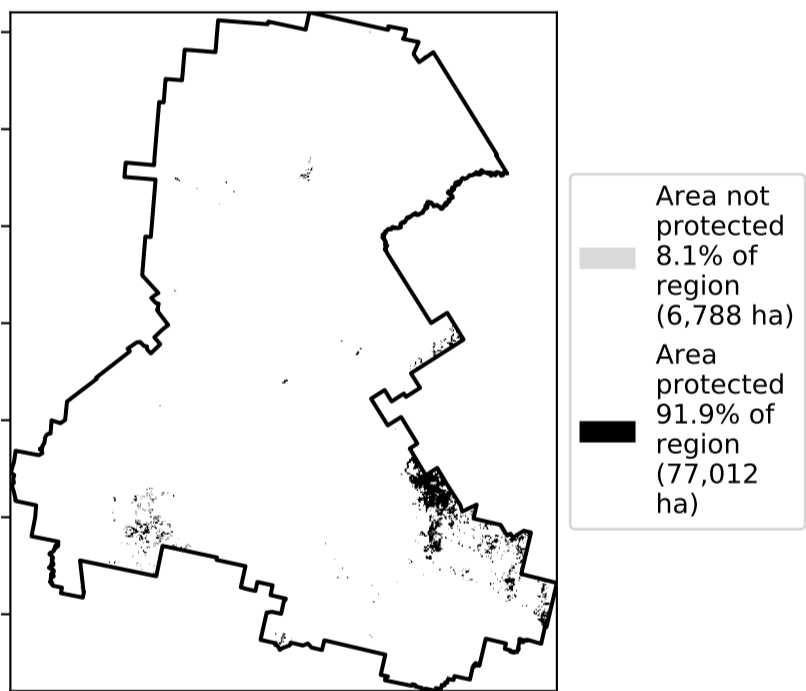 Area not
protected
8.1% of
region
(6,788 ha)
Area
protected
91.9% of
region
(77,012
ha)